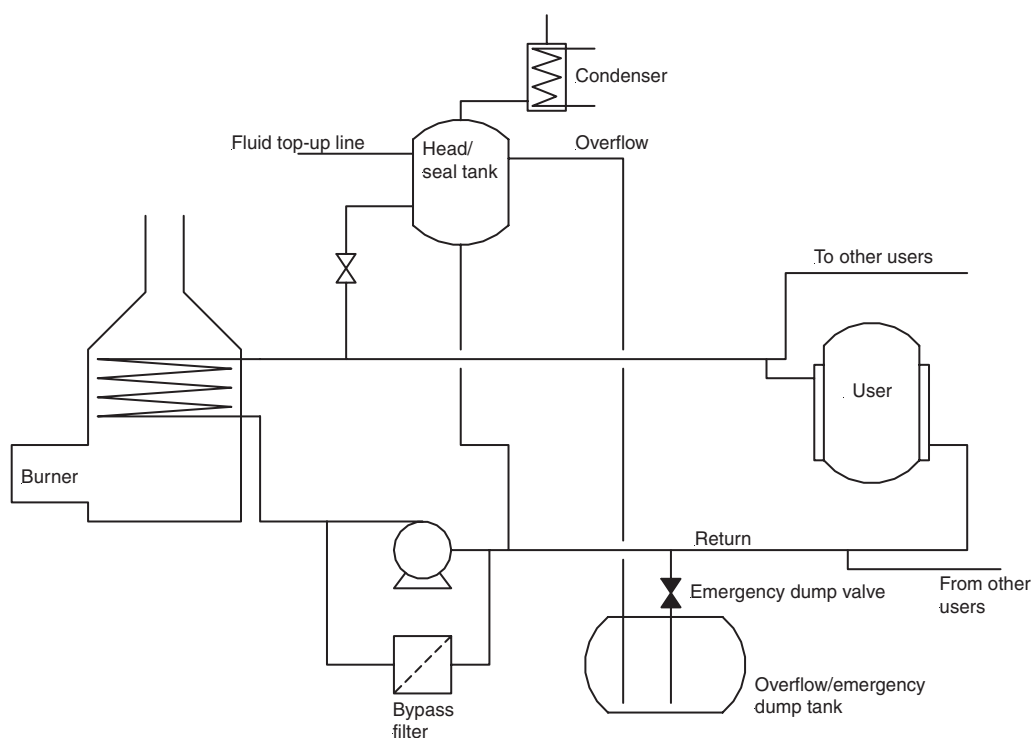 Condenser
Fluid top-up line
Head/
seal tank
Overflow
To other users
User
Burner
Return
Emergency dump valve
From other
users
Overflow/emergency
dump tank
Bypass
filter